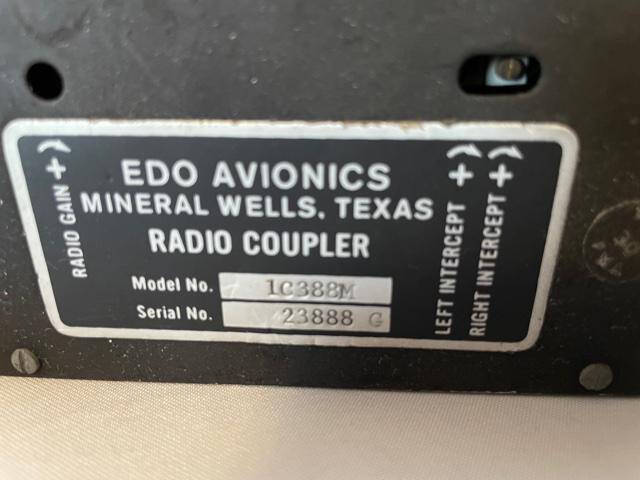 EDO AVIONICS
MINERAL WELLS, TEXAS
RADIO COUPLER
Model No. 1C388M
Serial No. 23888 G
RADIO GAIN +
LEFT INTERCEPT +
RIGHT INTERCEPT +